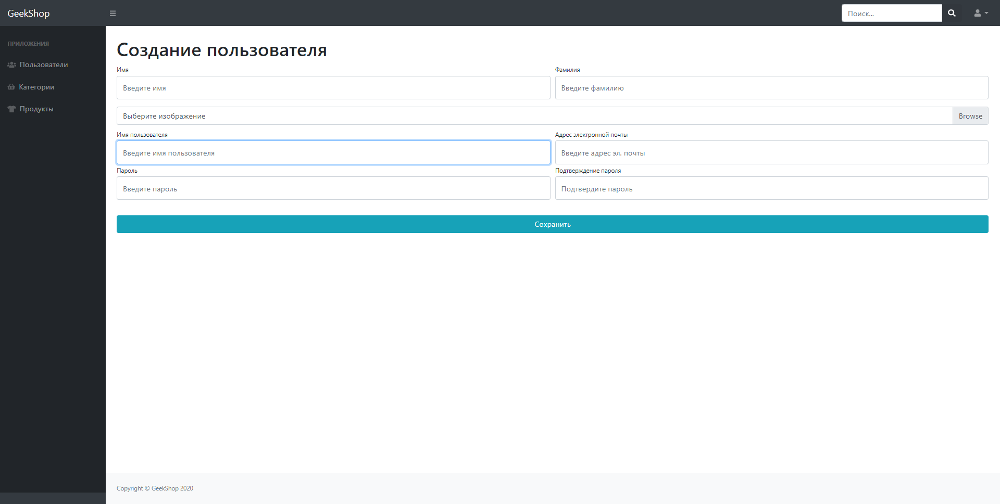 GeekShop
Поиск...
ПРИЛОЖЕНИЯ
Пользователи
Категории
Продукты
Создание пользователя
Имя
Фамилия
Введите имя
Введите фамилию
Выберите изображение
Browse
Имя пользователя
Адрес электронной почты
Введите имя пользователя
Введите адрес эл. почты
Пароль
Подтверждение пароля
Введите пароль
Подтвердите пароль
Сохранить
Copyright © GeekShop 2020